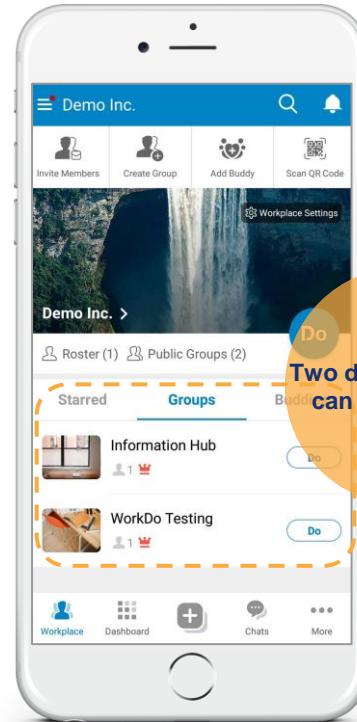 Demo Inc.
Invite Members Create Group Add Buddy Scan QR Code
Workplace Settings
Demo Inc. >
Do
Roster (1) Public Groups (2)
Two d
can
Starred Groups
Information Hub
1
Do
WorkDo Testing
1
Do
Workplace Dashboard Chats More